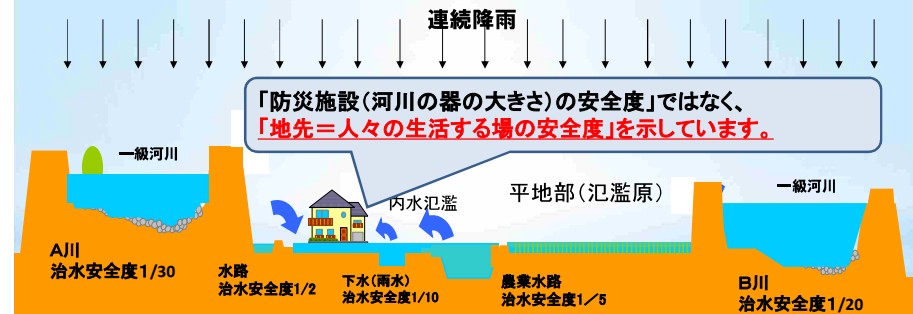 連続降雨
「防災施設（河川の器の大きさ）の安全度」ではなく、
「地先＝人々の生活する場の安全度」を示しています。
一級河川
内水氾濫
平地部（氾濫原）
一級河川
A川
治水安全度1/30
水路
治水安全度1/2
下水（雨水）
治水安全度1/10
農業水路
治水安全度1／5
B川
治水安全度1/20